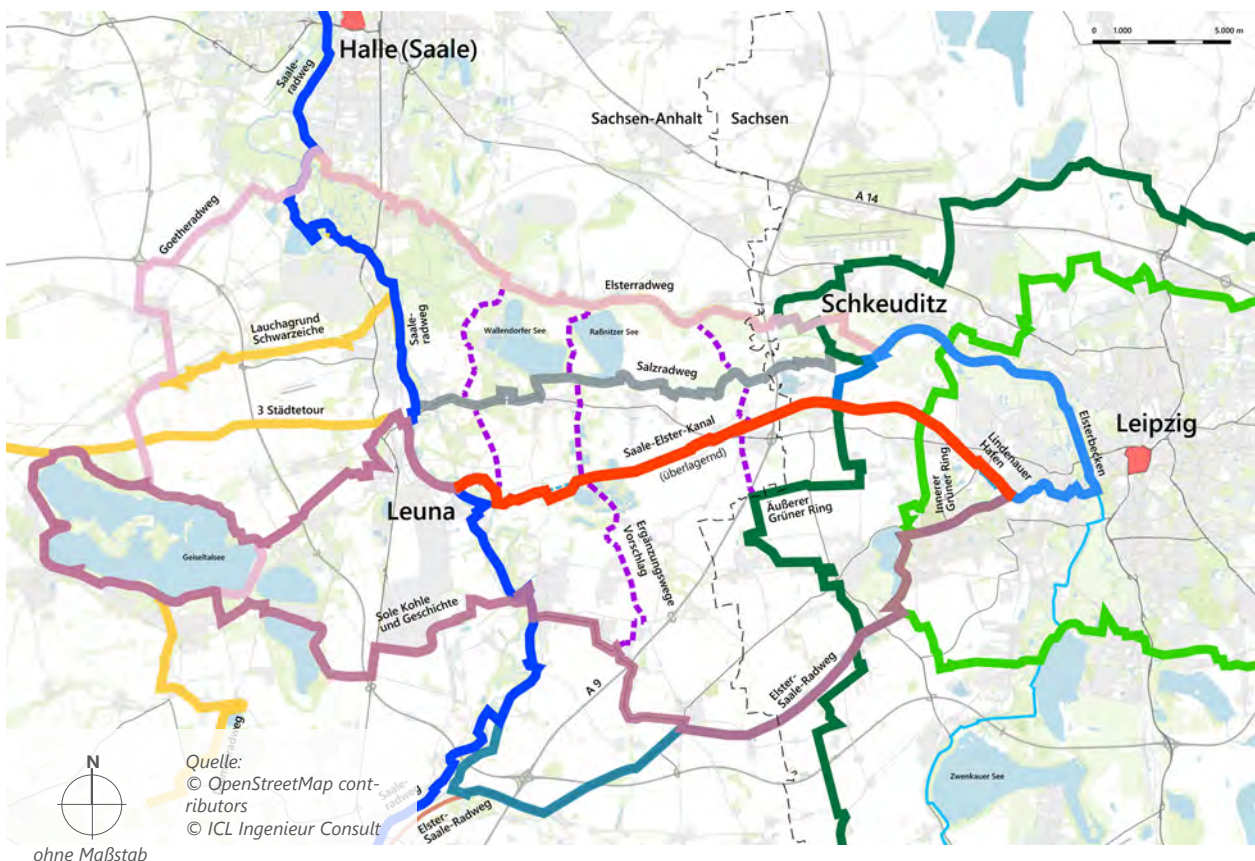 Halle (Saale)
Saale-
radweg
0
1.000
5.000 m
Sachsen-Anhalt
Sachsen
A 14
Goetheradweg
Elsterradweg
Schkeuditz
Lauchagrund
Schwarzeiche
Saale-
radweg
Wallendorfer See
Raßnitzer See
Salzradweg
3 Städtetour
Saale-Elster-Kanal
(überlagernd)
Elsterbecken
Leipzig
Lindenauer
Hafen
Innerer
Grüner Ring
Leuna
Äußerer
Grüner Ring
Ergänzungswege
Vorschlag
Geiseltalsee
Sole Kohle
und Geschichte
A 9
Elster-
Saale-Radweg
Zwenkauer See
radweg
N
Quelle:
© OpenStreetMap cont-
ributors
© ICL Ingenieur Consult
Saale-
radweg
Elster-
Saale-Radweg
ohne Maßstab